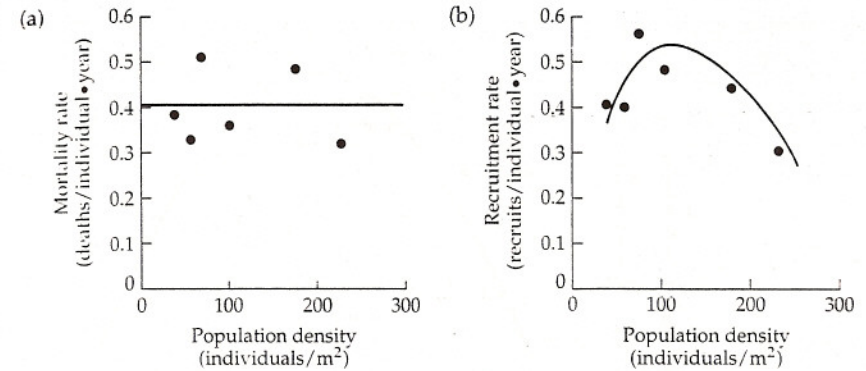 (a)
Mortality rate
(deaths/individual•year)
0.6
0.5
0.4
0.3
0.2
0.1
0
0 100 200 300
Population density
(individuals/m²)
(b)
Recruitment rate
(recruits/individual•year)
0.6
0.5
0.4
0.3
0.2
0.1
0
0 100 200 300
Population density
(individuals/m²)